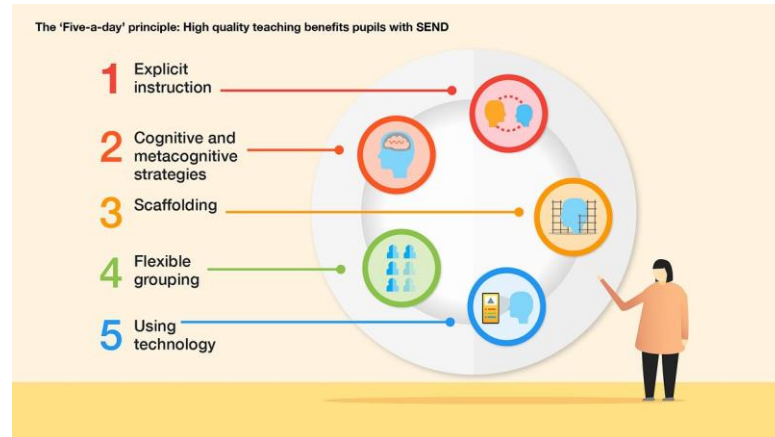 The ‘Five-a-day’ principle: High quality teaching benefits pupils with SEND
1 Explicit
instruction
2 Cognitive and
metacognitive
strategies
3 Scaffolding
4 Flexible
grouping
5 Using
technology